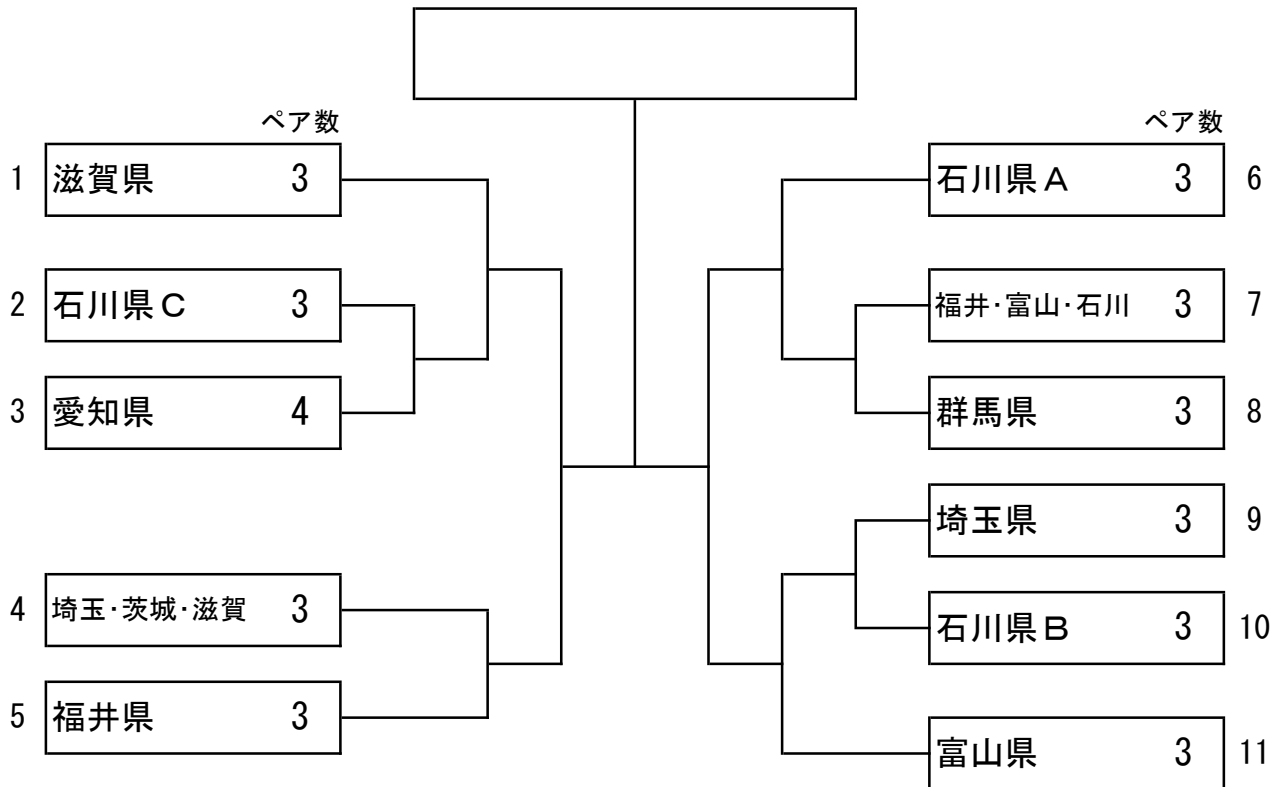 ペア数
1 滋賀県 3
2 石川県Ｃ 3
3 愛知県 4
4 埼玉･茨城･滋賀 3
5 福井県 3
ペア数
石川県Ａ 3 6
福井･富山･石川 3 7
群馬県 3 8
埼玉県 3 9
石川県Ｂ 3 10
富山県 3 11